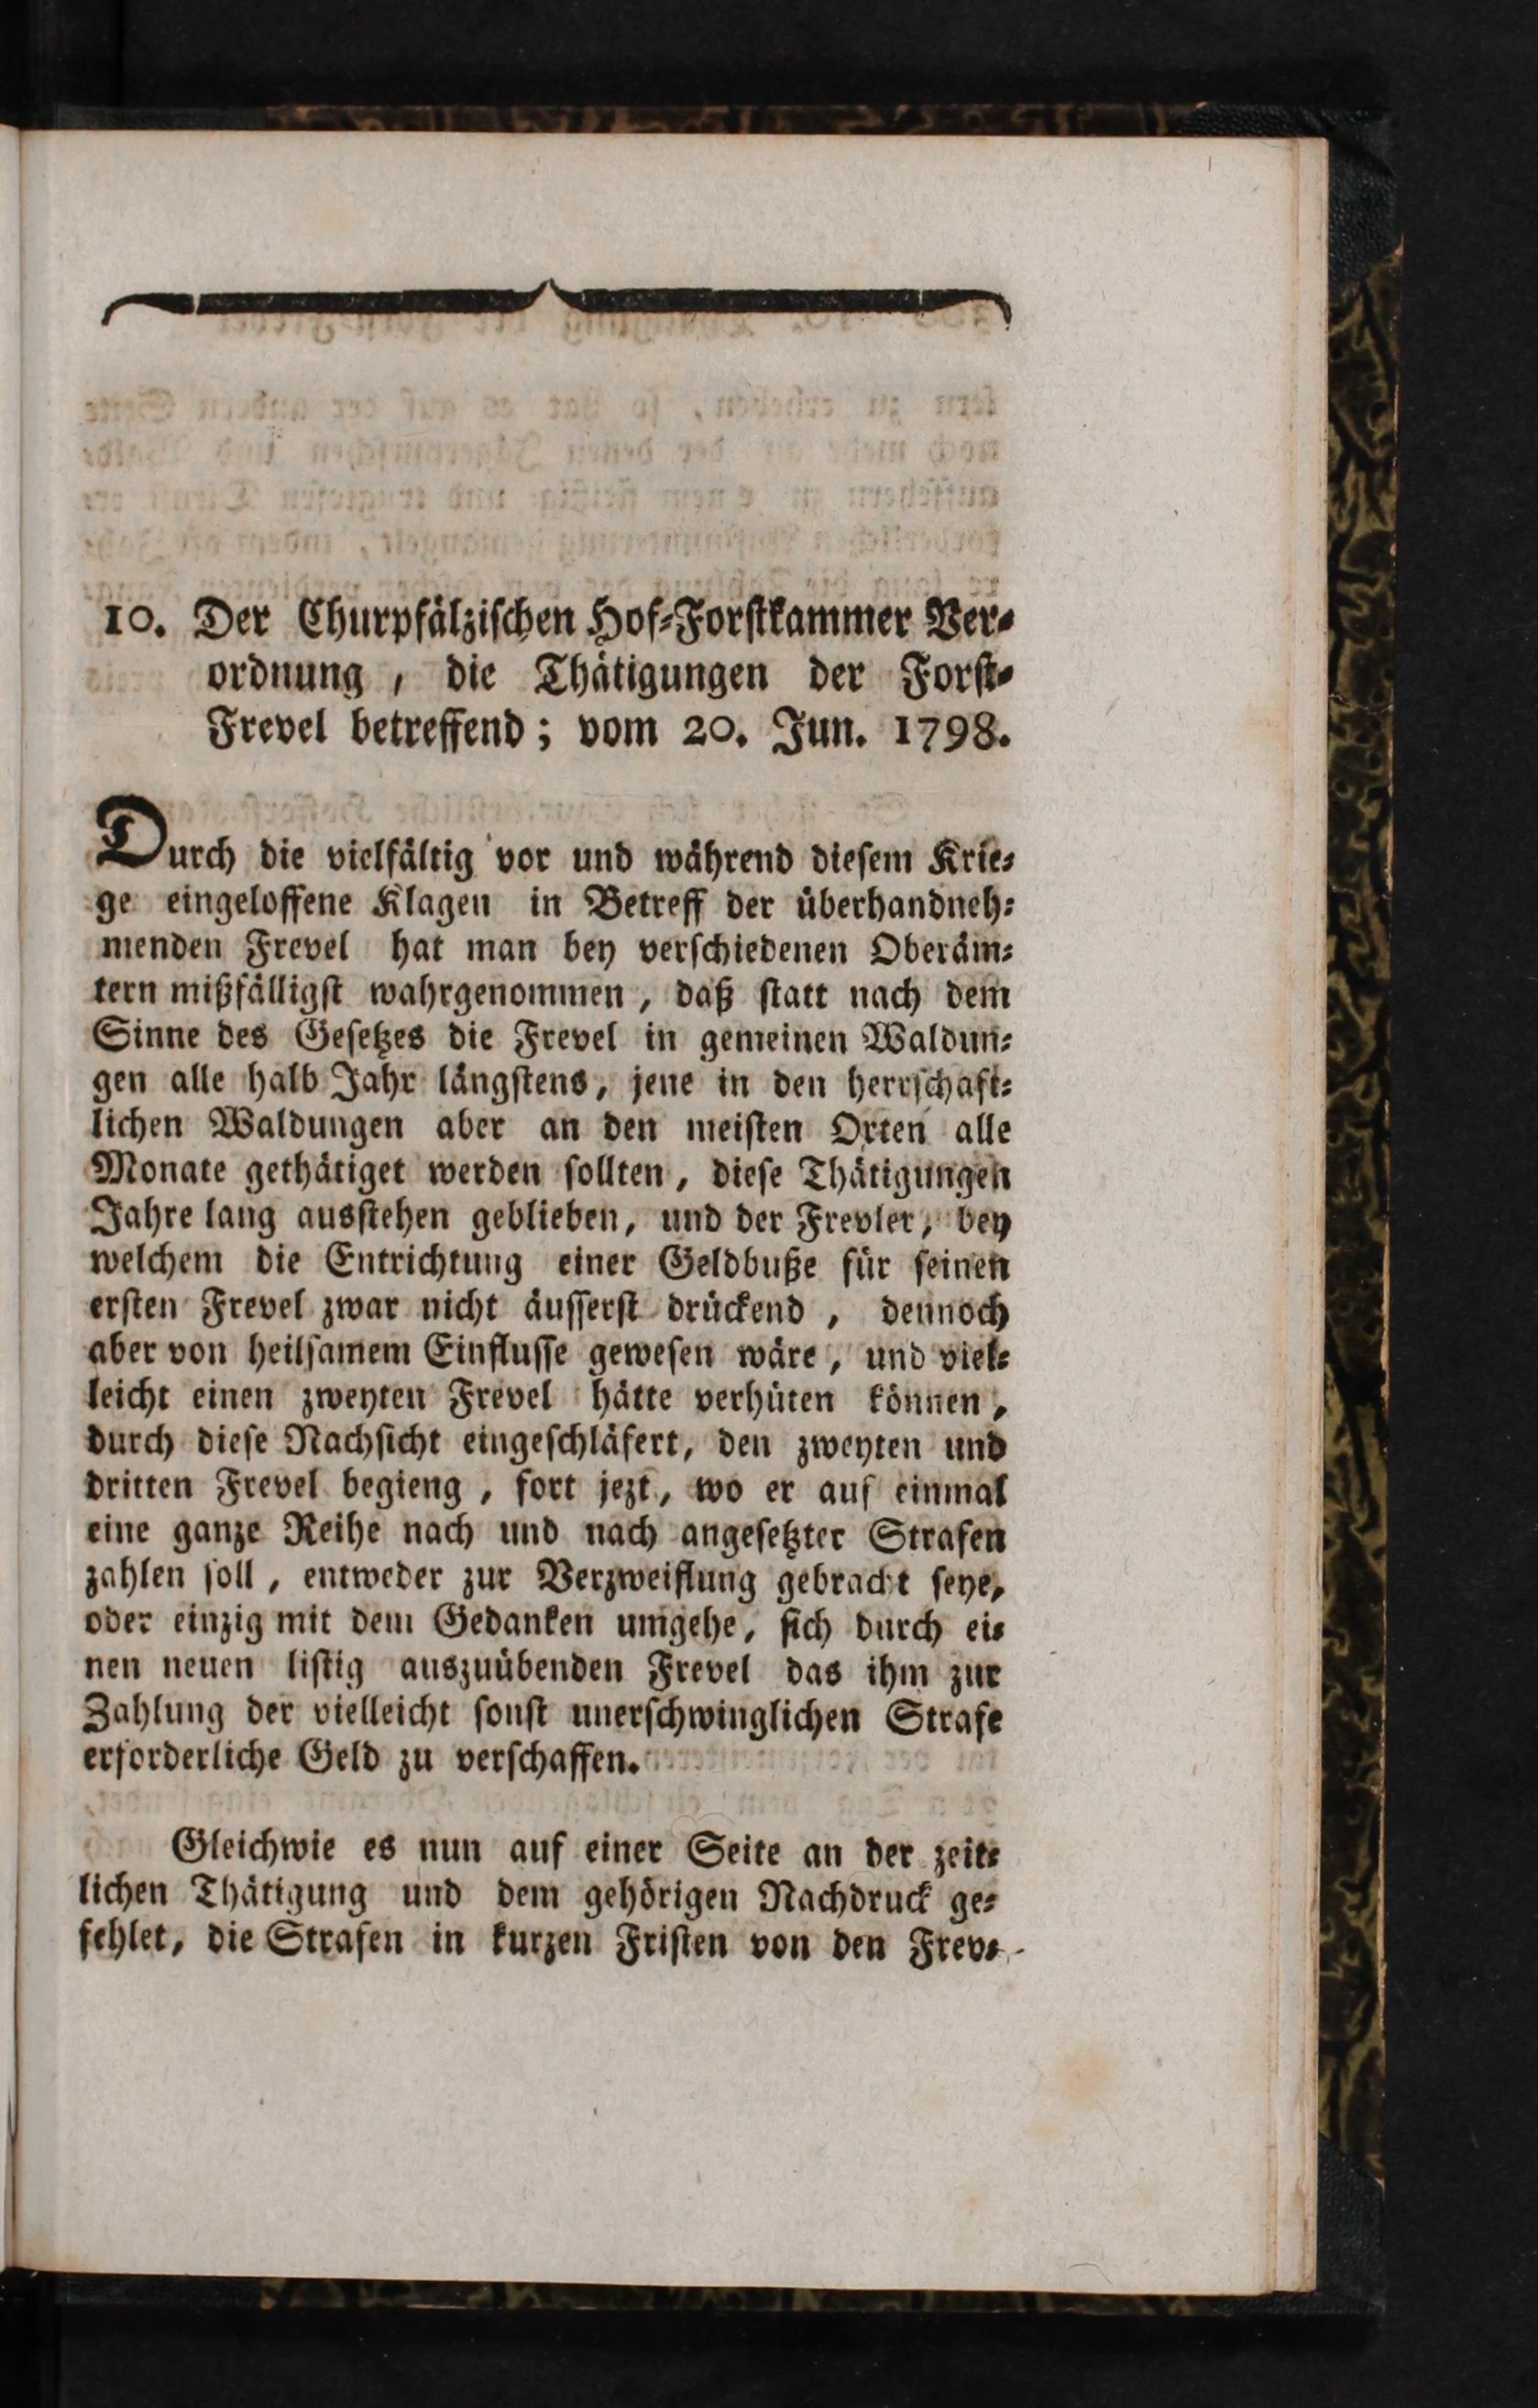 10. Der Churpfälzischen Hof-Forstkammer Ver-
ordnung, die Thätigungen der Forst-
Frevel betreffend; vom 20. Jun. 1798.
Durch die vielfältig vor und während diesem Krie-
ge eingeloffene Klagen in Betreff der überhandneh-
menden Frevel hat man bey verschiedenen Oberäm-
tern mißfälligst wahrgenommen, daß statt nach dem
Sinne des Gesetzes die Frevel in gemeinen Waldun-
gen alle halb Jahr längstens, jene in den herrschaft-
lichen Waldungen aber an den meisten Orten alle
Monate gethätiget werden sollten, diese Thätigungen
Jahre lang ausstehen geblieben, und der Frevler, bey
welchem die Entrichtung einer Geldbuße für seinen
ersten Frevel zwar nicht äusserst drückend, dennoch
aber von heilsamem Einflusse gewesen wäre, und viel-
leicht einen zweyten Frevel hätte verhüten können,
durch diese Nachsicht eingeschläfert, den zweyten und
dritten Frevel begieng, fort jezt, wo er auf einmal
eine ganze Reihe nach und nach angesetzter Strafen
zahlen soll, entweder zur Verzweiflung gebracht seye,
oder einzig mit dem Gedanken umgehe, sich durch ei-
nen neuen listig auszuübenden Frevel das ihm zur
Zahlung der vielleicht sonst unerschwinglichen Strafe
erforderliche Geld zu verschaffen.
Gleichwie es nun auf einer Seite an der zeit-
lichen Thätigung und dem gehörigen Nachdruck ge-
fehlet, die Strafen in kurzen Fristen von den Frev-